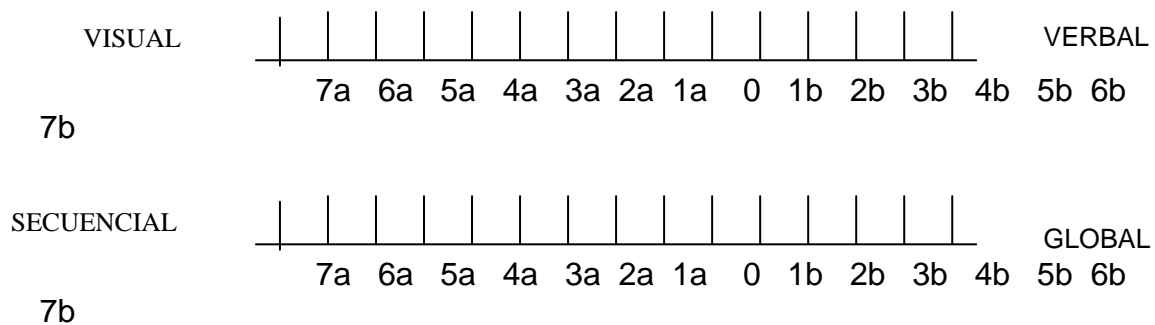 VISUAL VERBAL
7a 6a 5a 4a 3a 2a 1a 0 1b 2b 3b 4b 5b 6b
7b
SECUENCIAL GLOBAL
7a 6a 5a 4a 3a 2a 1a 0 1b 2b 3b 4b 5b 6b
7b